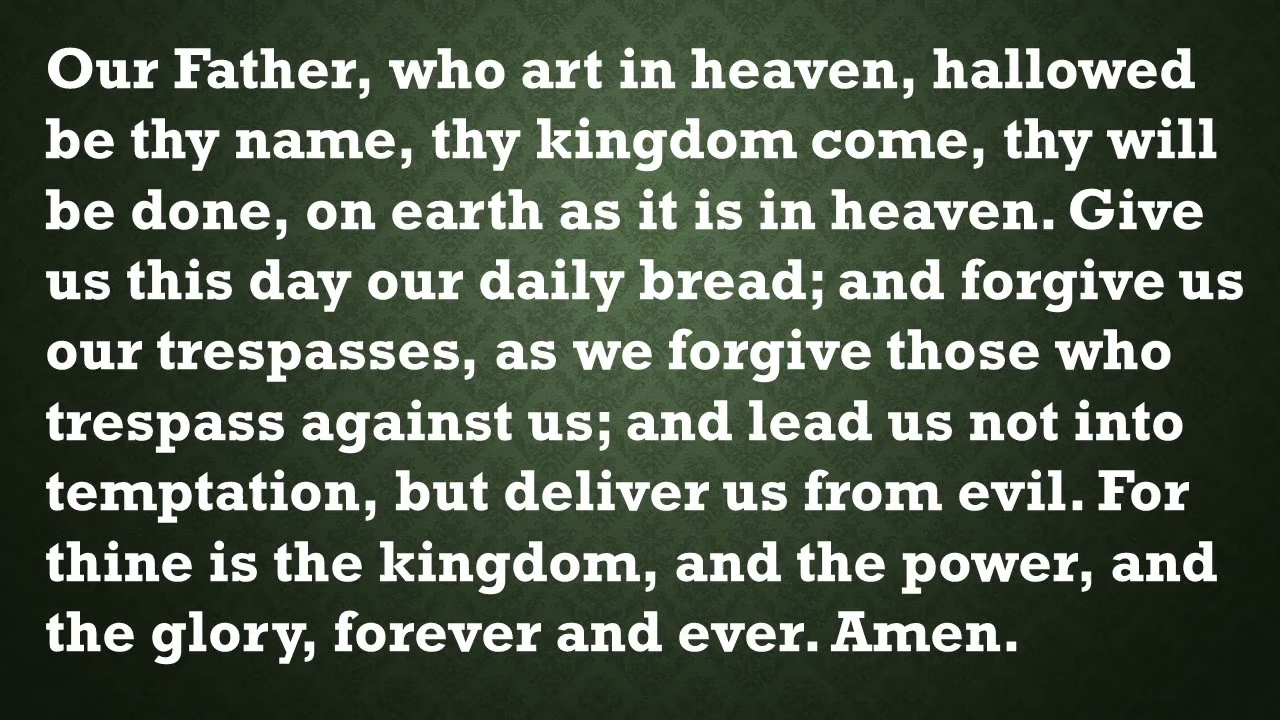 Our Father, who art in heaven, hallowed
be thy name, thy kingdom come, thy will
be done, on earth as it is in heaven. Give
us this day our daily bread; and forgive us
our trespasses, as we forgive those who
trespass against us; and lead us not into
temptation, but deliver us from evil. For
thine is the kingdom, and the power, and
the glory, forever and ever. Amen.